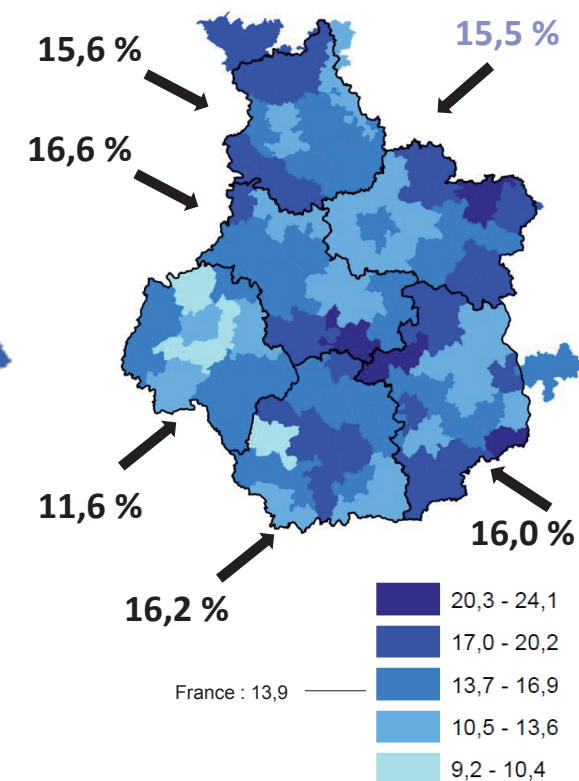 15,6 %
15,5 %
16,6 %
11,6 %
16,0 %
16,2 %
20,3 - 24,1
17,0 - 20,2
France : 13,9
13,7 - 16,9
10,5 - 13,6
9,2 - 10,4